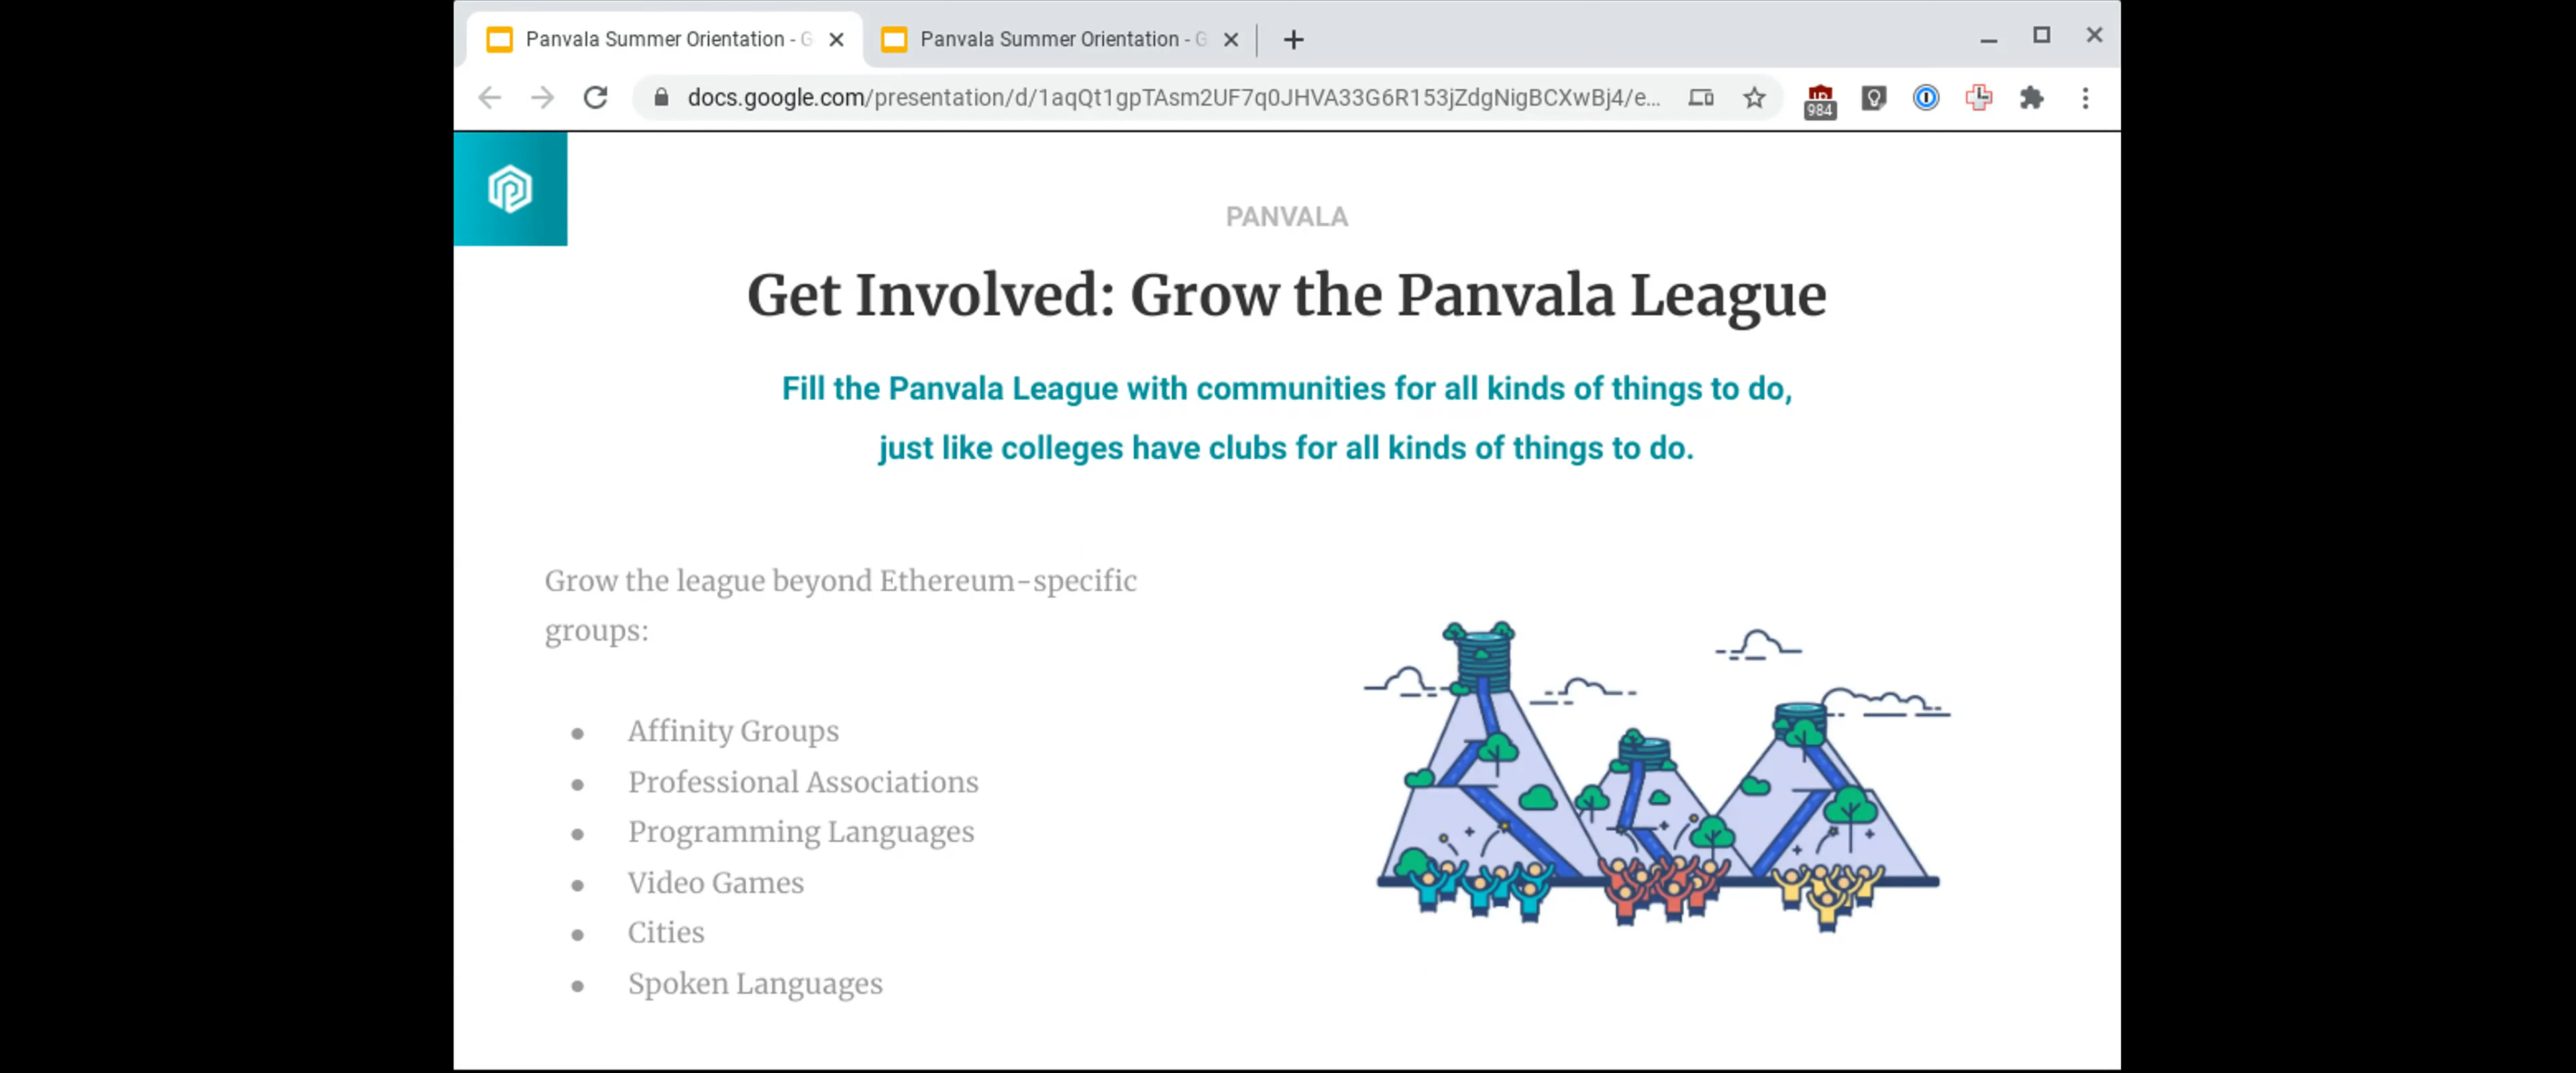 Panvala Summer Orientation - G
Panvala Summer Orientation - G
docs.google.com/presentation/d/1aqQt1gpTAsm2UF7q0JHVA33G6R153jZdgNigBCXwBj4/e...
984
PANVALA
Get Involved: Grow the Panvala League
Fill the Panvala League with communities for all kinds of things to do,
just like colleges have clubs for all kinds of things to do.
Grow the league beyond Ethereum-specific
groups:
● Affinity Groups
● Professional Associations
● Programming Languages
● Video Games
● Cities
● Spoken Languages